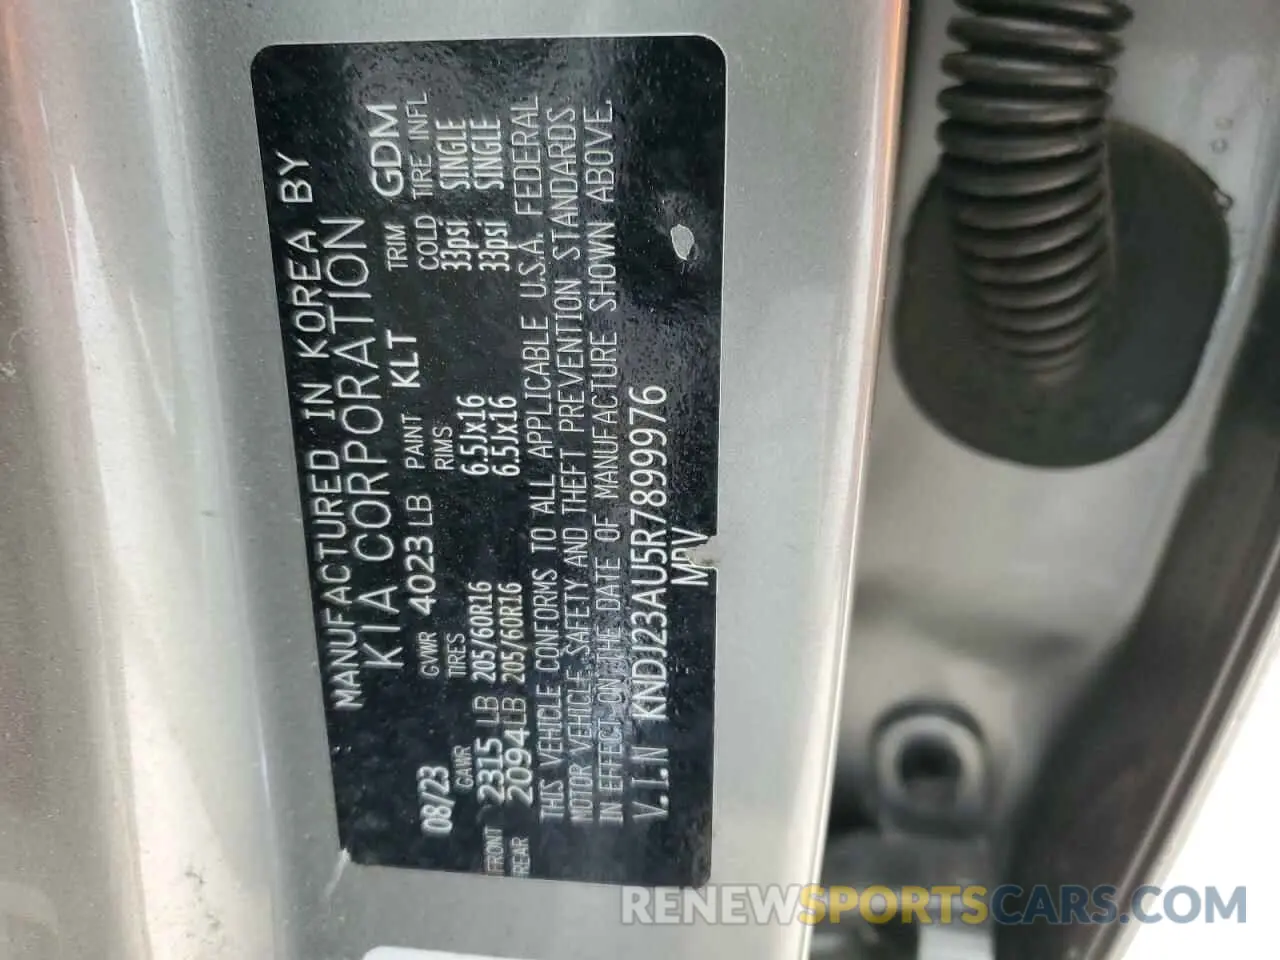 MANUFACTURED IN KOREA BY
KIA CORPORATION
08/23 GVWR 4023 LB PAINT KLT TRIM GDM
GAWR TIRES RIMS COLD TIRE INFL
FRONT 2315 LB 205/60R16 6.5Jx16 33psi SINGLE
REAR 2094 LB 205/60R16 6.5Jx16 33psi SINGLE
THIS VEHICLE CONFORMS TO ALL APPLICABLE U.S.A. FEDERAL
MOTOR VEHICLE SAFETY AND THEFT PREVENTION STANDARDS
IN EFFECT ON THE DATE OF MANUFACTURE SHOWN ABOVE.
V.I.N KNDJ23AU5R7899976
MPV
RENEWSPORTSCARS.COM